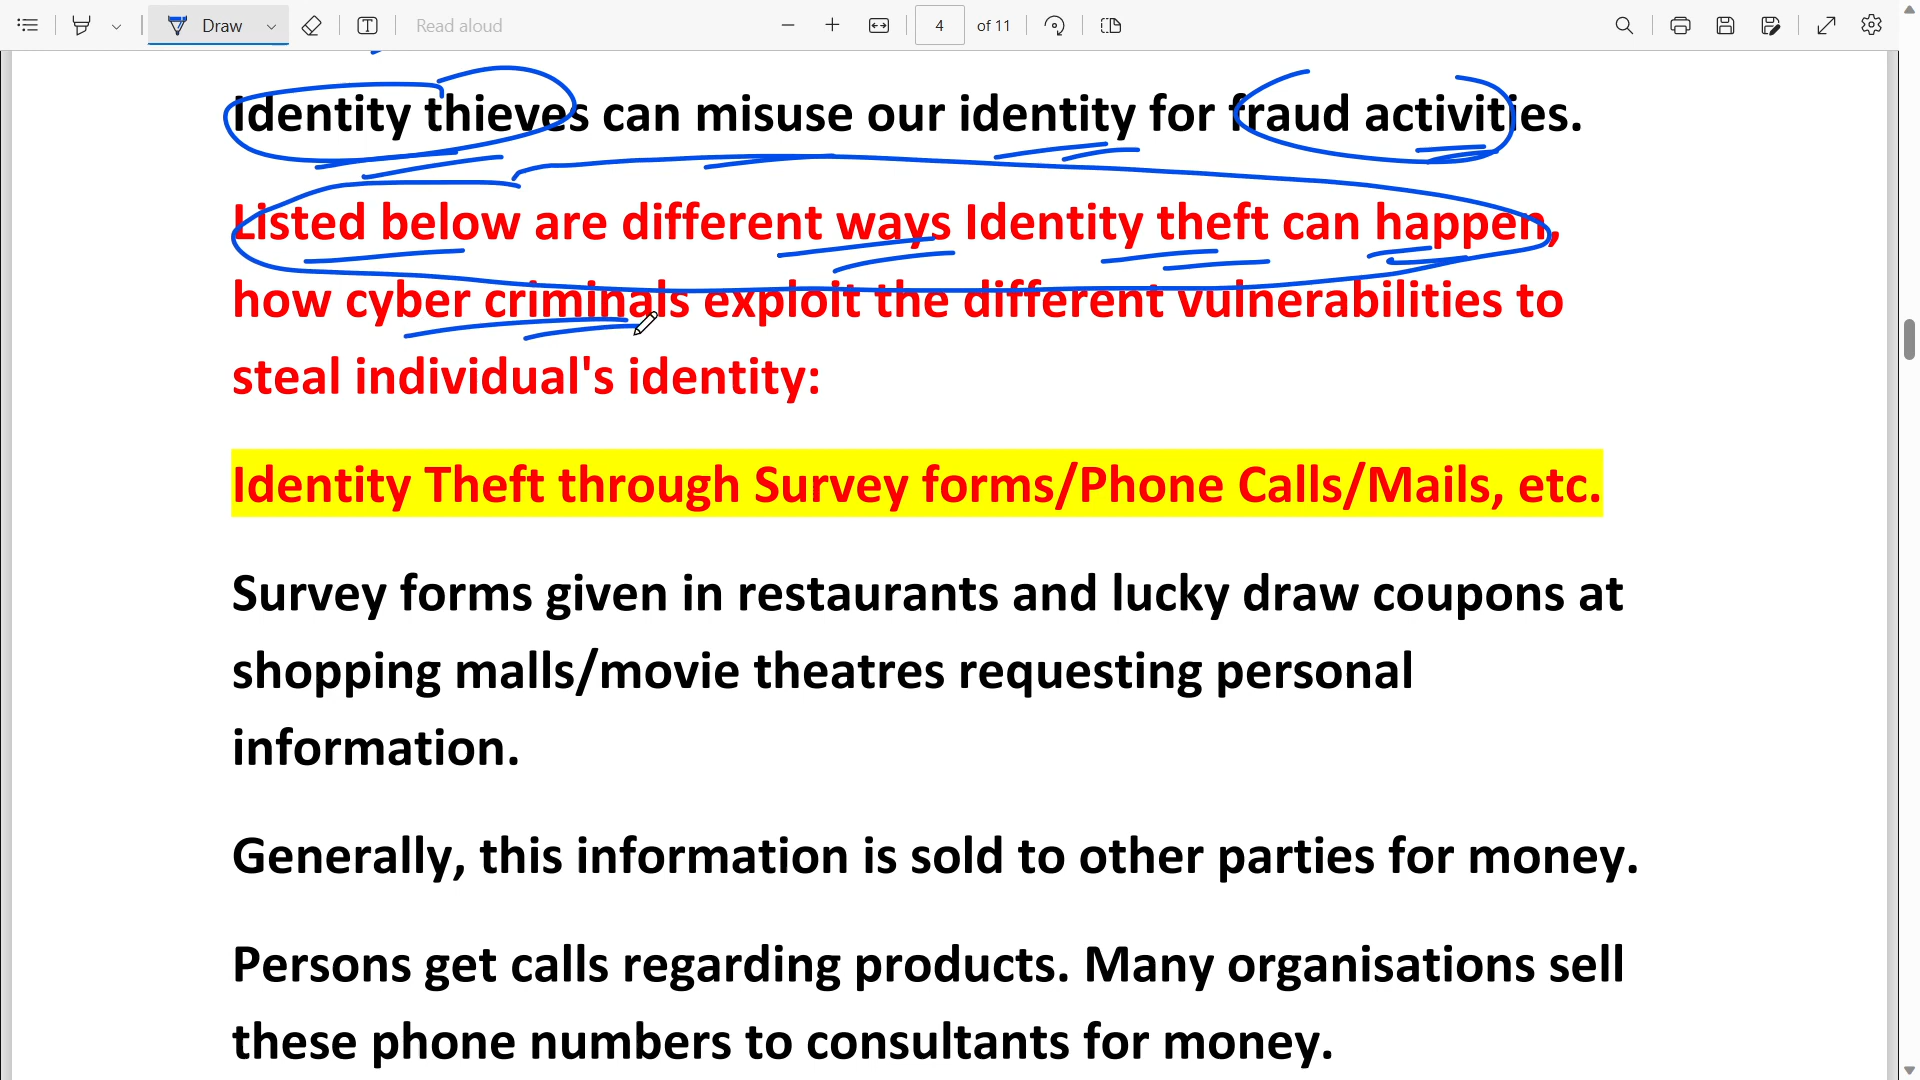 Draw
Read aloud
4
of 11
Identity thieves can misuse our identity for fraud activities.
Listed below are different ways Identity theft can happen,
how cyber criminals exploit the different vulnerabilities to
steal individual's identity:
Identity Theft through Survey forms/Phone Calls/Mails, etc.
Survey forms given in restaurants and lucky draw coupons at
shopping malls/movie theatres requesting personal
information.
Generally, this information is sold to other parties for money.
Persons get calls regarding products. Many organisations sell
these phone numbers to consultants for money.